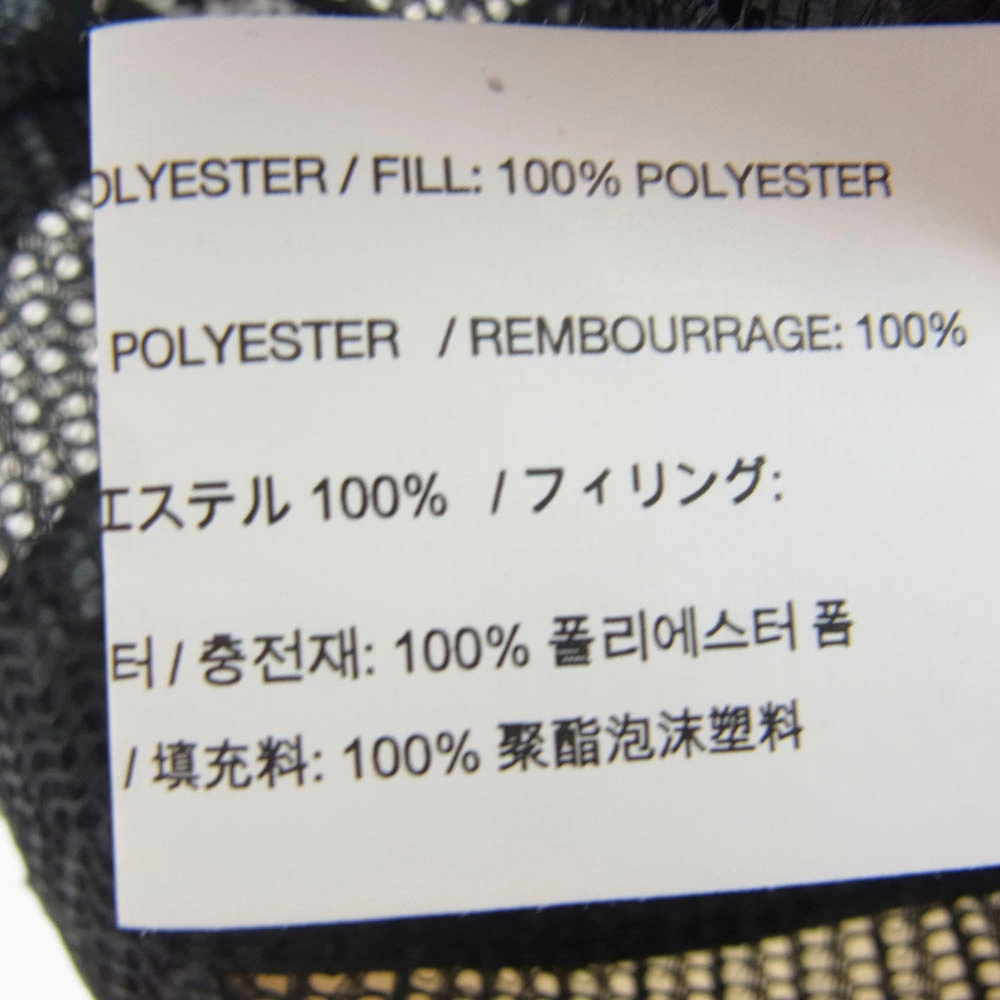 OLYESTER / FILL: 100% POLYESTER
POLYESTER / REMBOURRAGE: 100%
エステル 100% / フィリング:
터 / 충전재: 100% 폴리에스터 폼
/ 填充料: 100% 聚酯泡沫塑料